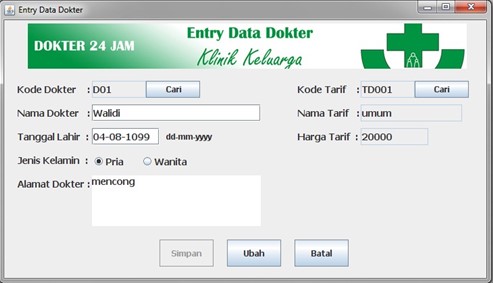 Entry Data Dokter
DOKTER 24 JAM
Entry Data Dokter
Klinik Keluarga
Kode Dokter : D01 Cari Kode Tarif : TD001 Cari
Nama Dokter : Walidi Nama Tarif : umum
Tanggal Lahir : 04-08-1099 dd-mm-yyyy Harga Tarif : 20000
Jenis Kelamin : Pria Wanita
Alamat Dokter : mencong
Simpan Ubah Batal